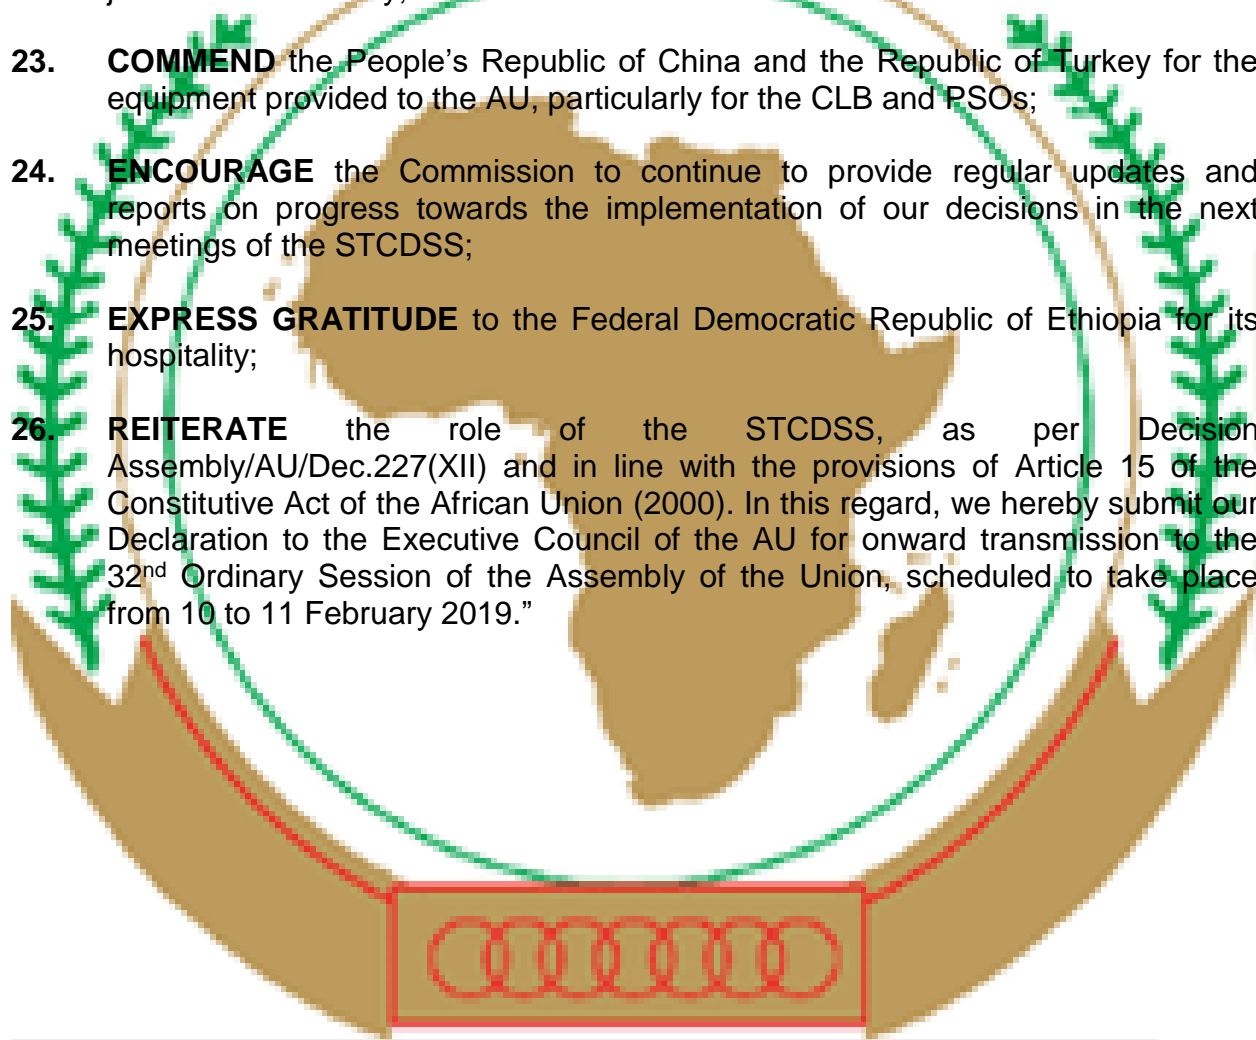 23. COMMEND the People’s Republic of China and the Republic of Turkey for the
equipment provided to the AU, particularly for the CLB and PSOs;
24. ENCOURAGE the Commission to continue to provide regular updates and
reports on progress towards the implementation of our decisions in the next
meetings of the STCDSS;
25. EXPRESS GRATITUDE to the Federal Democratic Republic of Ethiopia for its
hospitality;
26. REITERATE the role of the STCDSS, as per Decision
Assembly/AU/Dec.227(XII) and in line with the provisions of Article 15 of the
Constitutive Act of the African Union (2000). In this regard, we hereby submit our
Declaration to the Executive Council of the AU for onward transmission to the
32nd Ordinary Session of the Assembly of the Union, scheduled to take place
from 10 to 11 February 2019.”